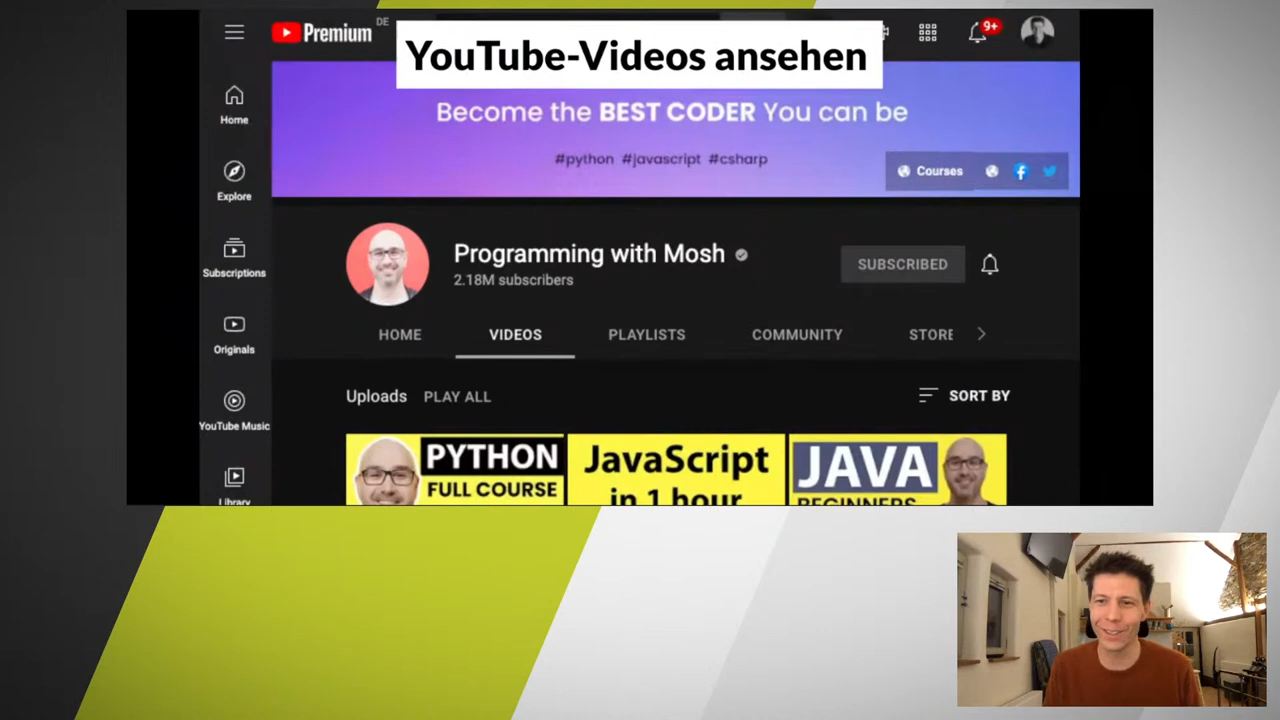 Premium DE
9+
YouTube-Videos ansehen
Become the BEST CODER You can be
#python #javascript #csharp
Courses
Home
Explore
Subscriptions
Originals
YouTube Music
Library
Programming with Mosh
2.18M subscribers
SUBSCRIBED
HOME VIDEOS PLAYLISTS COMMUNITY STORE
Uploads PLAY ALL SORT BY
PYTHON
FULL COURSE
JavaScript
in 1 hour
JAVA
BEGINNERS